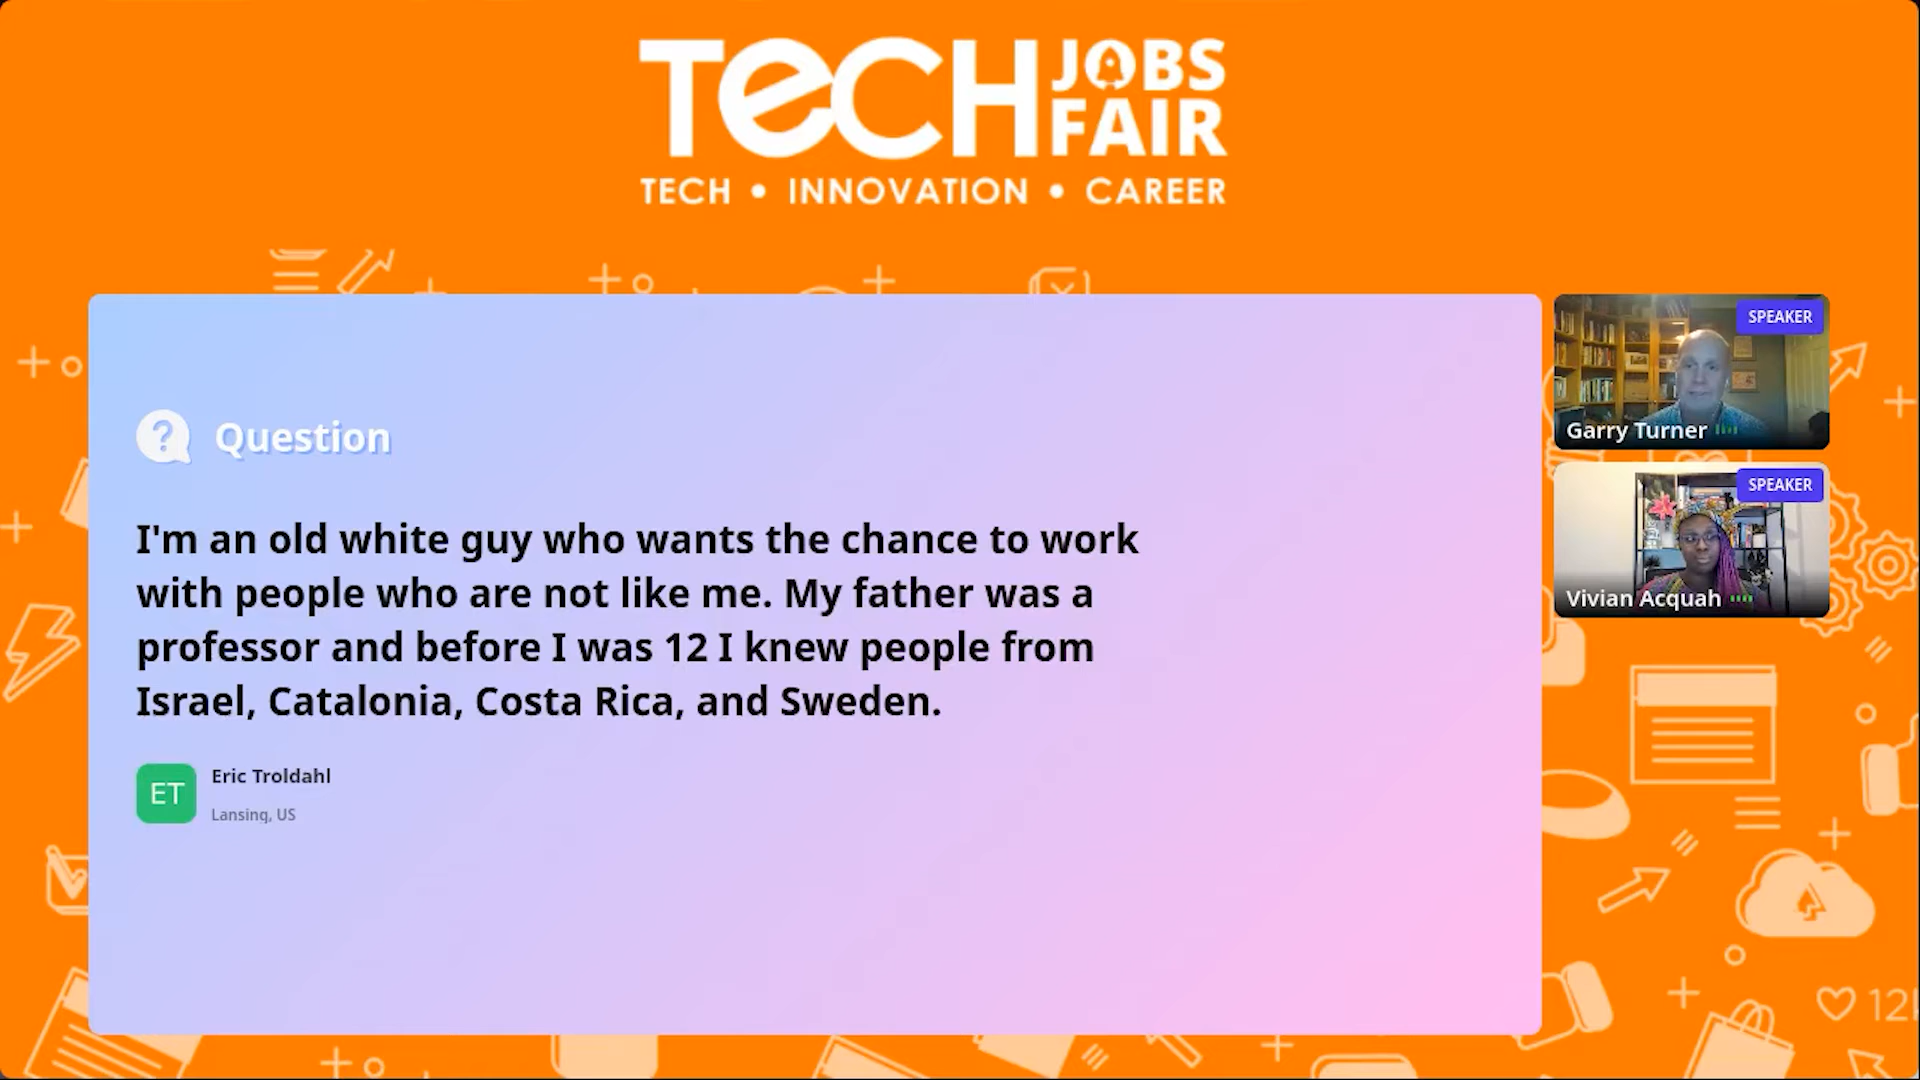 TECH JOBS
FAIR
TECH • INNOVATION • CAREER
SPEAKER
Garry Turner
SPEAKER
Vivian Acquah
? Question
I'm an old white guy who wants the chance to work
with people who are not like me. My father was a
professor and before I was 12 I knew people from
Israel, Catalonia, Costa Rica, and Sweden.
ET
Eric Troldahl
Lansing, US